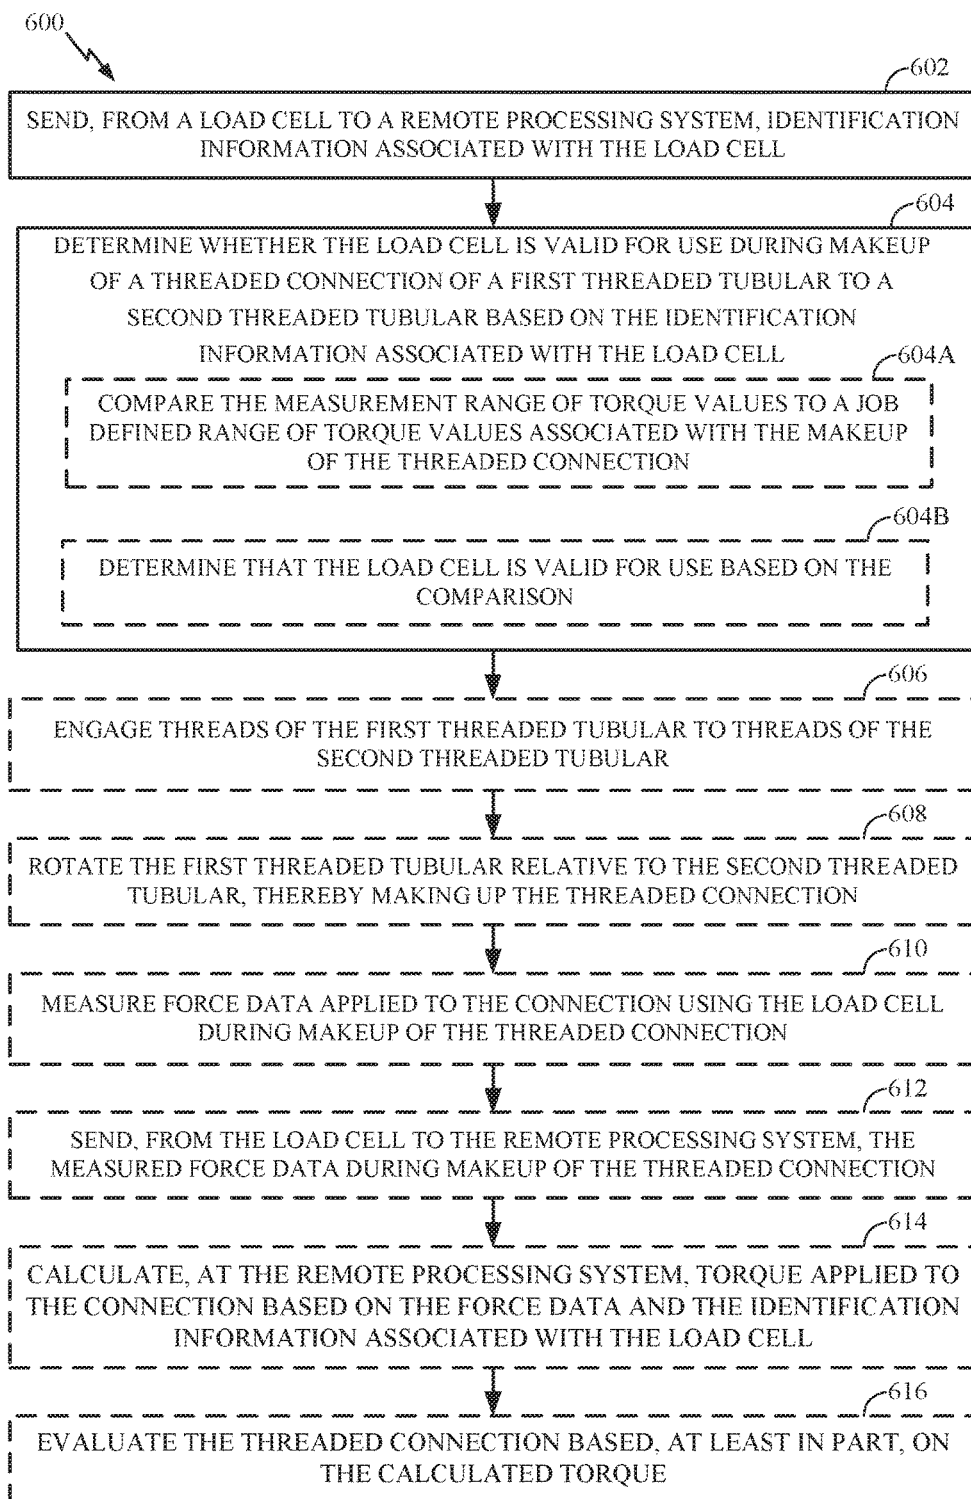 600
602
SEND, FROM A LOAD CELL TO A REMOTE PROCESSING SYSTEM, IDENTIFICATION
INFORMATION ASSOCIATED WITH THE LOAD CELL
604
DETERMINE WHETHER THE LOAD CELL IS VALID FOR USE DURING MAKEUP
OF A THREADED CONNECTION OF A FIRST THREADED TUBULAR TO A
SECOND THREADED TUBULAR BASED ON THE IDENTIFICATION
INFORMATION ASSOCIATED WITH THE LOAD CELL
604A
COMPARE THE MEASUREMENT RANGE OF TORQUE VALUES TO A JOB
DEFINED RANGE OF TORQUE VALUES ASSOCIATED WITH THE MAKEUP
OF THE THREADED CONNECTION
604B
DETERMINE THAT THE LOAD CELL IS VALID FOR USE BASED ON THE
COMPARISON
606
ENGAGE THREADS OF THE FIRST THREADED TUBULAR TO THREADS OF THE
SECOND THREADED TUBULAR
608
ROTATE THE FIRST THREADED TUBULAR RELATIVE TO THE SECOND THREADED
TUBULAR, THEREBY MAKING UP THE THREADED CONNECTION
610
MEASURE FORCE DATA APPLIED TO THE CONNECTION USING THE LOAD CELL
DURING MAKEUP OF THE THREADED CONNECTION
612
SEND, FROM THE LOAD CELL TO THE REMOTE PROCESSING SYSTEM, THE
MEASURED FORCE DATA DURING MAKEUP OF THE THREADED CONNECTION
614
CALCULATE, AT THE REMOTE PROCESSING SYSTEM, TORQUE APPLIED TO
THE CONNECTION BASED ON THE FORCE DATA AND THE IDENTIFICATION
INFORMATION ASSOCIATED WITH THE LOAD CELL
616
EVALUATE THE THREADED CONNECTION BASED, AT LEAST IN PART, ON
THE CALCULATED TORQUE